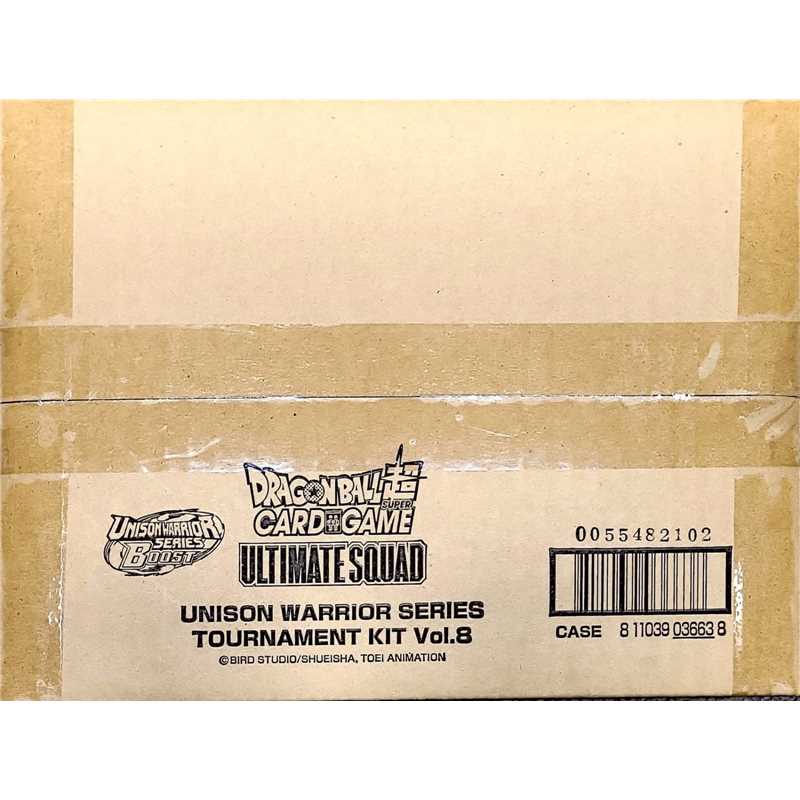 DRAGON BALL 超
SUPER
CARD GAME
UNISON WARRIOR
SERIES
BOOST
ULTIMATE SQUAD
UNISON WARRIOR SERIES
TOURNAMENT KIT Vol.8
©BIRD STUDIO/SHUEISHA, TOEI ANIMATION
0055482102
CASE 8 11039 03663 8